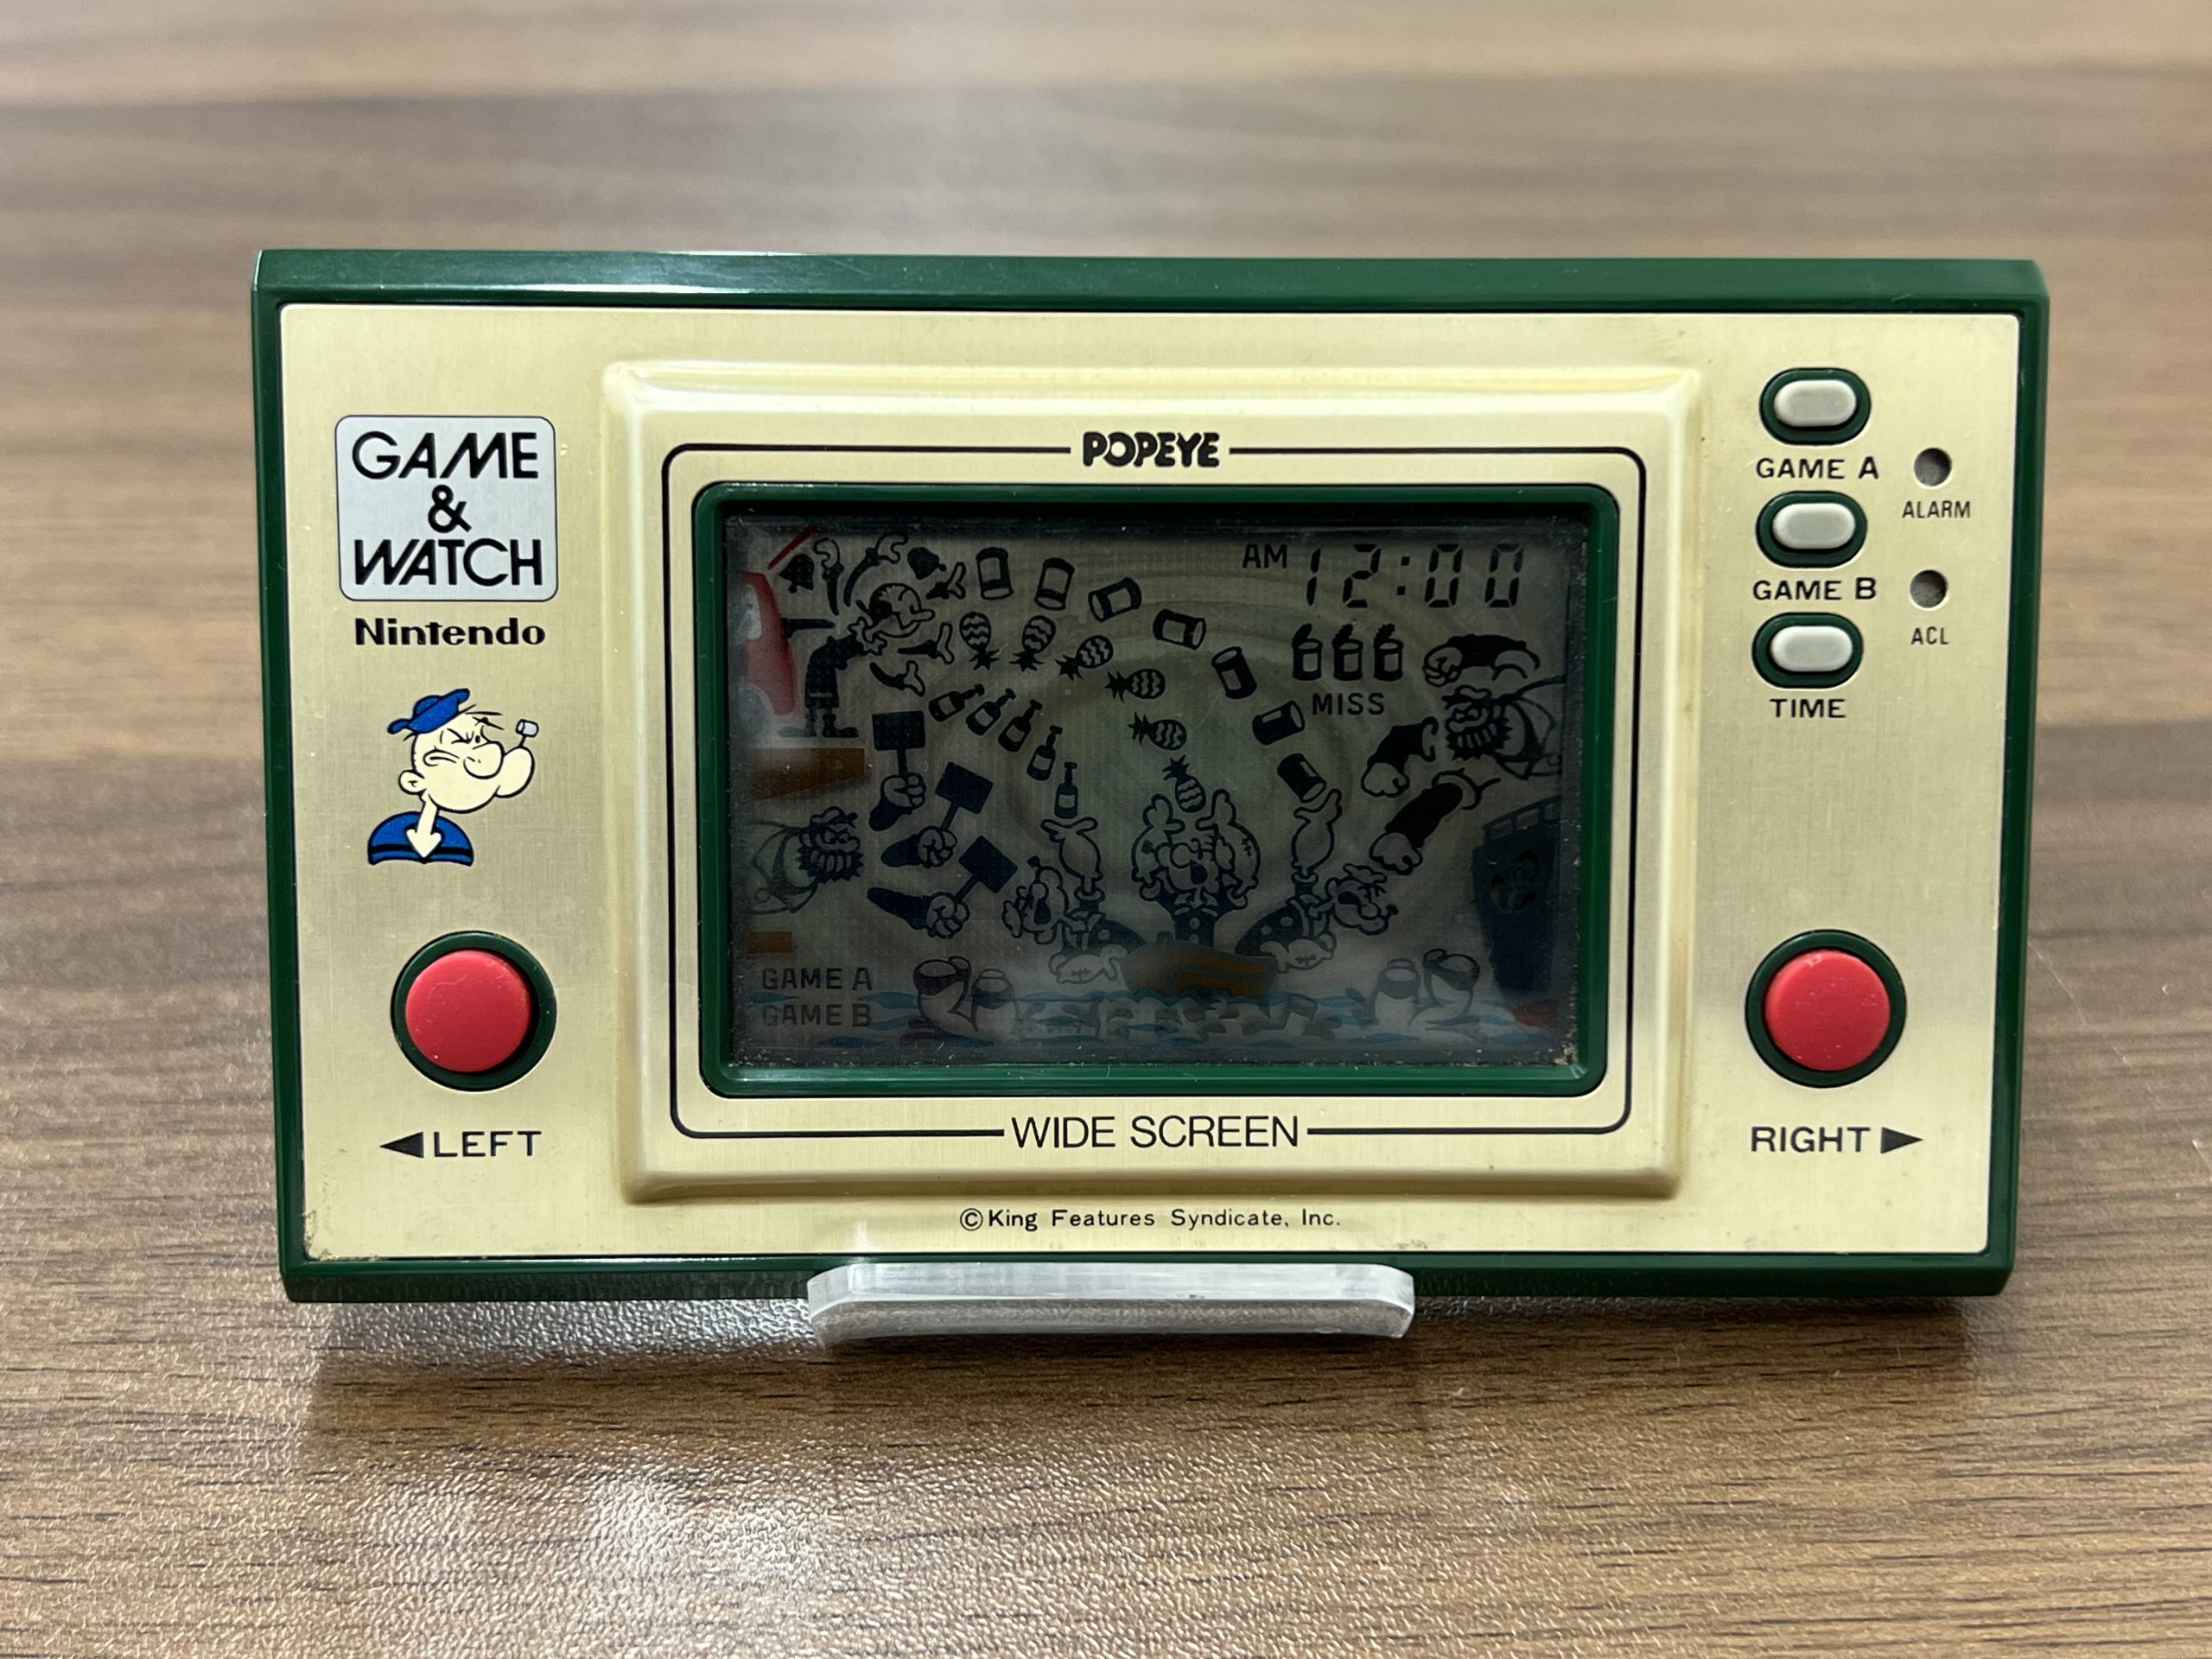 GAME
&
WATCH
Nintendo
POPEYE
AM 12:00
MISS
GAME A
GAME B
GAME A
ALARM
GAME B
ACL
TIME
◀LEFT
RIGHT▶
WIDE SCREEN
©King Features Syndicate, Inc.